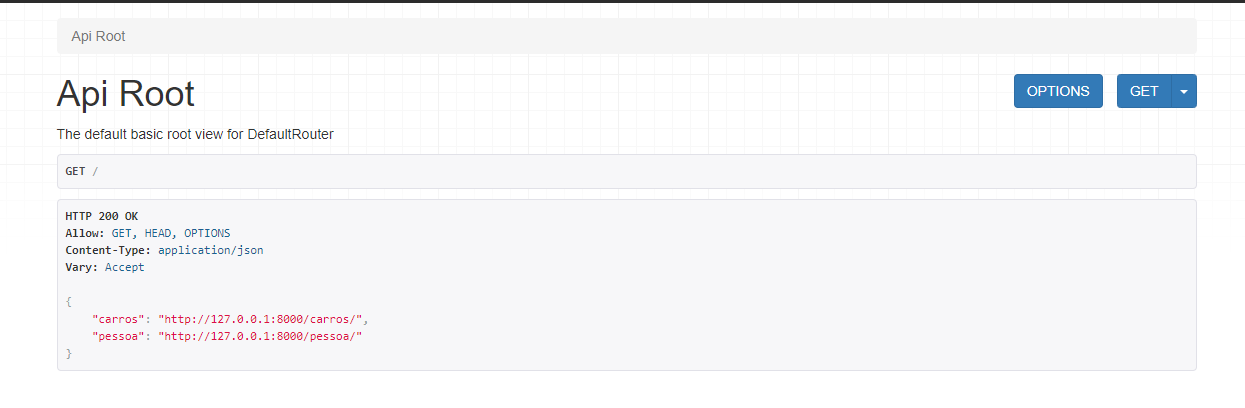 Api Root
Api Root
OPTIONS
GET
The default basic root view for DefaultRouter
GET /
HTTP 200 OK
Allow: GET, HEAD, OPTIONS
Content-Type: application/json
Vary: Accept
{
    "carros": "http://127.0.0.1:8000/carros/",
    "pessoa": "http://127.0.0.1:8000/pessoa/"
}